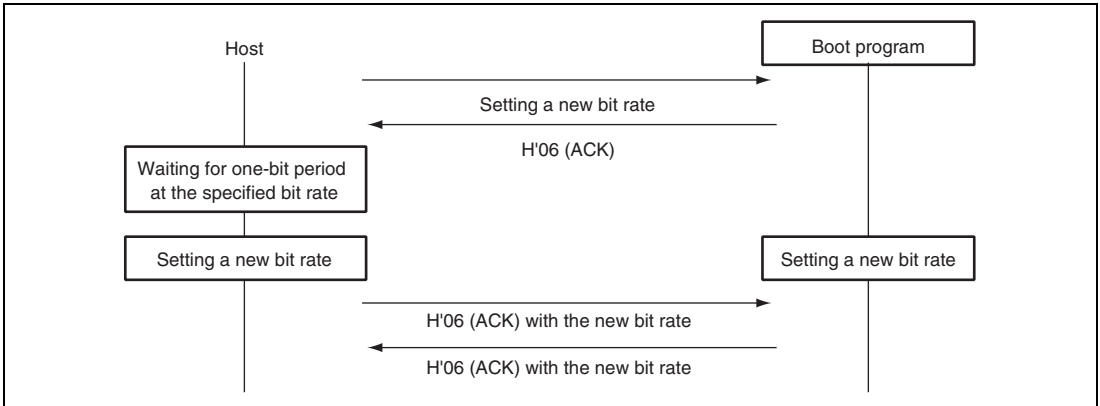 Host
Boot program
Setting a new bit rate
H'06 (ACK)
Waiting for one-bit period
at the specified bit rate
Setting a new bit rate
Setting a new bit rate
H'06 (ACK) with the new bit rate
H'06 (ACK) with the new bit rate